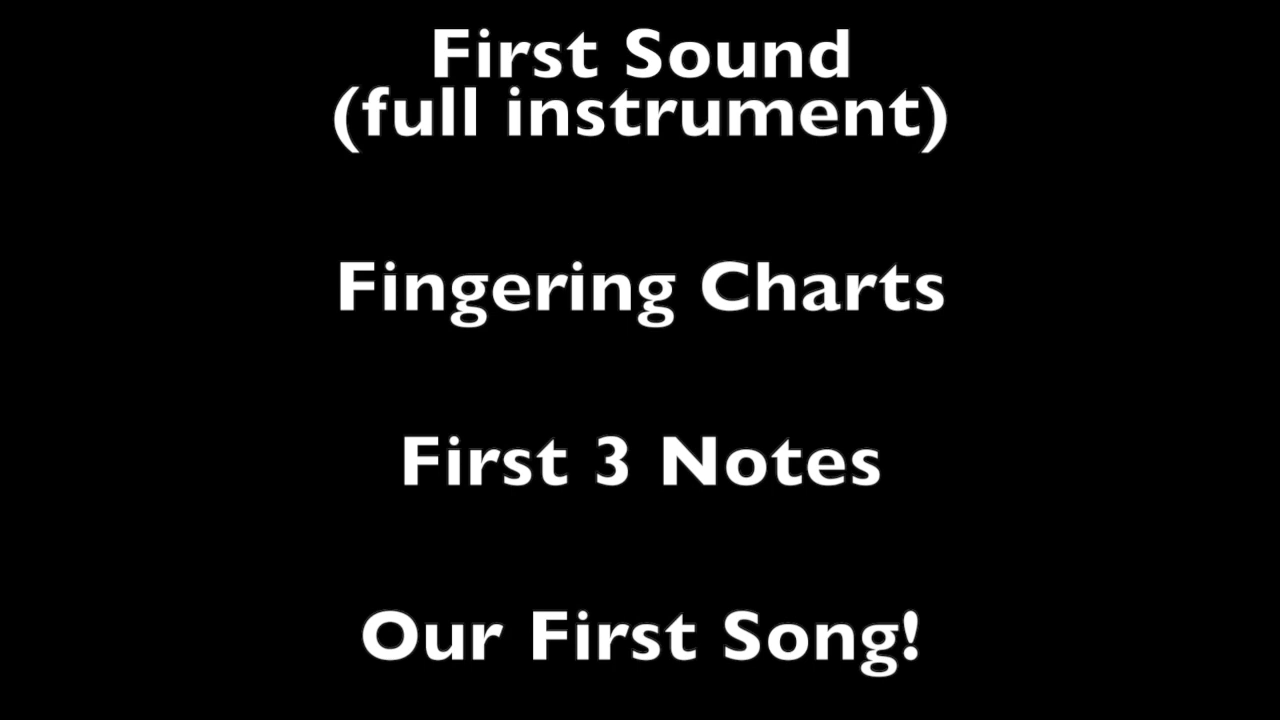 First Sound
(full instrument)
Fingering Charts
First 3 Notes
Our First Song!